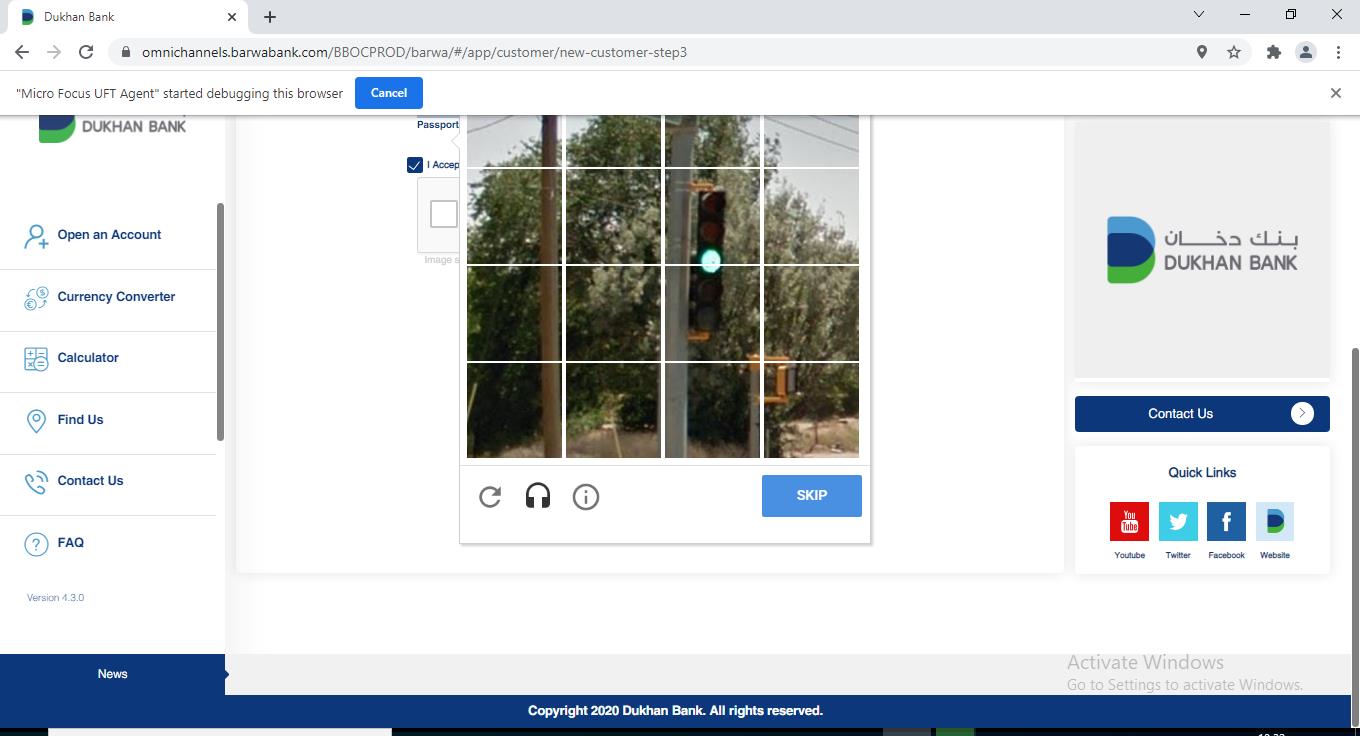 Dukhan Bank
omnichannels.barwabank.com/BBOCPROD/barwa/#/app/customer/new-customer-step3
"Micro Focus UFT Agent" started debugging this browser
Cancel
DUKHAN BANK
Open an Account
Currency Converter
Calculator
Find Us
Contact Us
FAQ
Version 4.3.0
News
Passport
I Accep
Image s
SKIP
بنك دخان
DUKHAN BANK
Contact Us
Quick Links
You
Tube
Youtube
Twitter
Facebook
Website
Activate Windows
Go to Settings to activate Windows.
Copyright 2020 Dukhan Bank. All rights reserved.